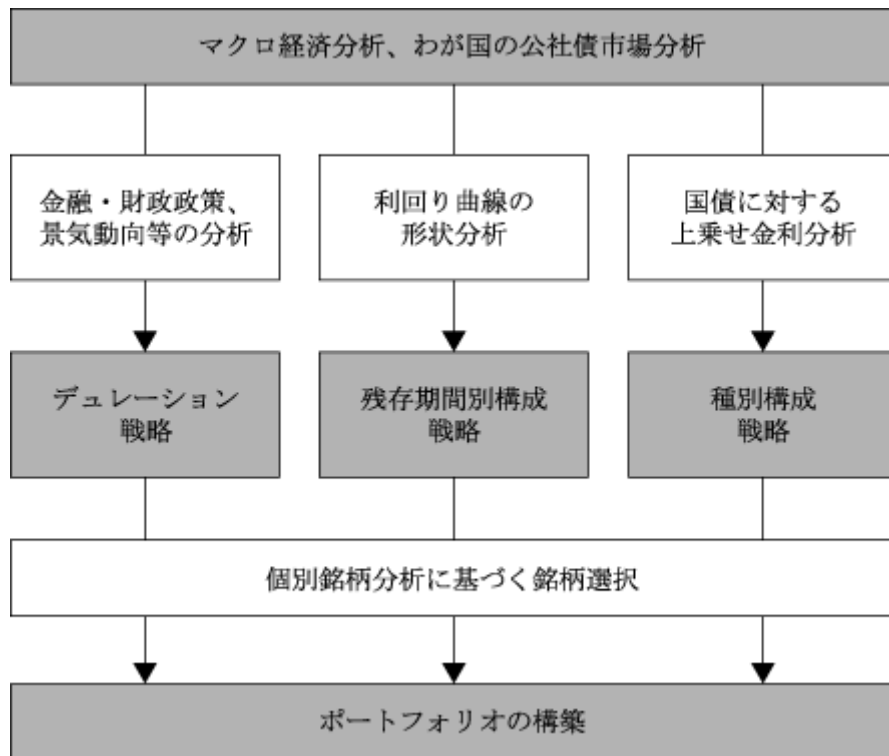 マクロ経済分析、わが国の公社債市場分析
金融・財政政策、
景気動向等の分析
利回り曲線の
形状分析
国債に対する
上乗せ金利分析
デュレーション
戦略
残存期間別構成
戦略
種別構成
戦略
個別銘柄分析に基づく銘柄選択
ポートフォリオの構築